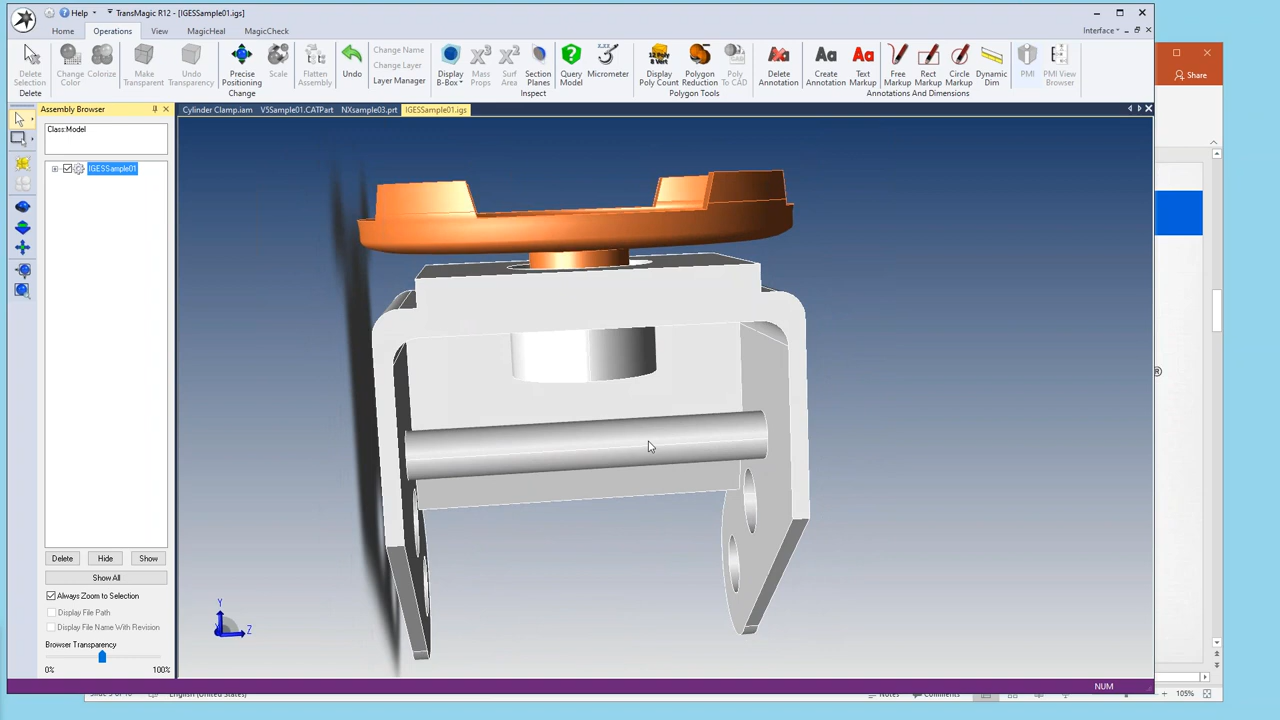 Help TransMagic R12 - [IGESSample01.igs]
Home Operations View MagicHeal MagicCheck Interface
Delete Selection Change Color Colorize Make Transparent Undo Transparency Precise Positioning Scale Flatten Assembly Undo Change Name Change Layer Layer Manager Display B-Box Mass Props Surf Area Section Planes Query Model Micrometer Display Poly Count Polygon Reduction Poly To CAD Delete Annotation Create Annotation Text Markup Free Markup Rect Markup Circle Markup Dynamic Dim PMI PMI View Browser Share
Delete Change Inspect Polygon Tools Annotations And Dimensions
Assembly Browser Cylinder Clamp.iam V5Sample01.CATPart NXsample03.prt IGESSample01.igs
Class:Model
IGESSample01
Delete Hide Show
Show All
Always Zoom to Selection
Display File Path
Display File Name With Revision
Browser Transparency
0% 100%
Y
Z
®
NUM
English (United States) Notes Comments 105%